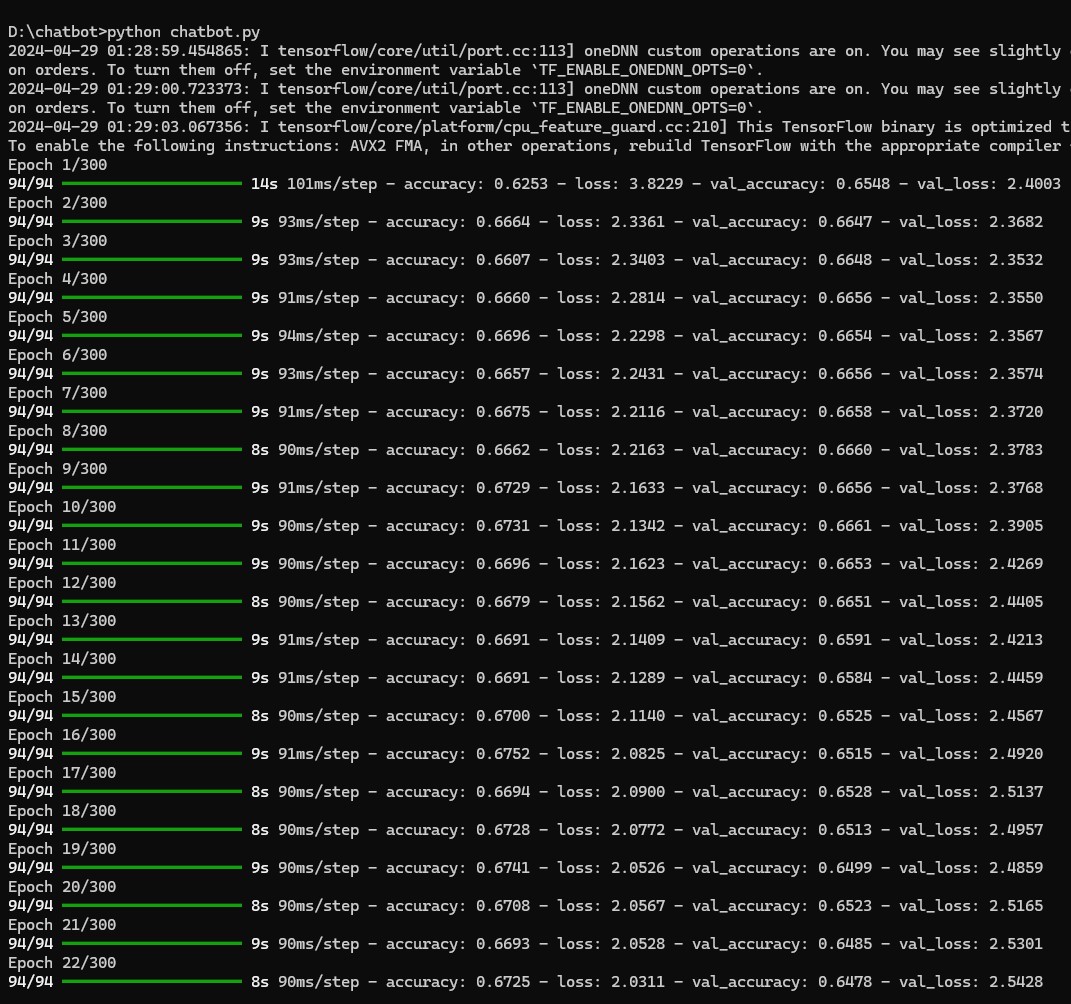 D:\chatbot>python chatbot.py
2024-04-29 01:28:59.454865: I tensorflow/core/util/port.cc:113] oneDNN custom operations are on. You may see slightly
on orders. To turn them off, set the environment variable `TF_ENABLE_ONEDNN_OPTS=0`.
2024-04-29 01:29:00.723373: I tensorflow/core/util/port.cc:113] oneDNN custom operations are on. You may see slightly
on orders. To turn them off, set the environment variable `TF_ENABLE_ONEDNN_OPTS=0`.
2024-04-29 01:29:03.067356: I tensorflow/core/platform/cpu_feature_guard.cc:210] This TensorFlow binary is optimized t
To enable the following instructions: AVX2 FMA, in other operations, rebuild TensorFlow with the appropriate compiler
Epoch 1/300
94/94 14s 101ms/step - accuracy: 0.6253 - loss: 3.8229 - val_accuracy: 0.6548 - val_loss: 2.4003
Epoch 2/300
94/94 9s 93ms/step - accuracy: 0.6664 - loss: 2.3361 - val_accuracy: 0.6647 - val_loss: 2.3682
Epoch 3/300
94/94 9s 93ms/step - accuracy: 0.6607 - loss: 2.3403 - val_accuracy: 0.6648 - val_loss: 2.3532
Epoch 4/300
94/94 9s 91ms/step - accuracy: 0.6660 - loss: 2.2814 - val_accuracy: 0.6656 - val_loss: 2.3550
Epoch 5/300
94/94 9s 94ms/step - accuracy: 0.6696 - loss: 2.2298 - val_accuracy: 0.6654 - val_loss: 2.3567
Epoch 6/300
94/94 9s 93ms/step - accuracy: 0.6657 - loss: 2.2431 - val_accuracy: 0.6656 - val_loss: 2.3574
Epoch 7/300
94/94 9s 91ms/step - accuracy: 0.6675 - loss: 2.2116 - val_accuracy: 0.6658 - val_loss: 2.3720
Epoch 8/300
94/94 8s 90ms/step - accuracy: 0.6662 - loss: 2.2163 - val_accuracy: 0.6660 - val_loss: 2.3783
Epoch 9/300
94/94 9s 91ms/step - accuracy: 0.6729 - loss: 2.1633 - val_accuracy: 0.6656 - val_loss: 2.3768
Epoch 10/300
94/94 9s 90ms/step - accuracy: 0.6731 - loss: 2.1342 - val_accuracy: 0.6661 - val_loss: 2.3905
Epoch 11/300
94/94 9s 90ms/step - accuracy: 0.6696 - loss: 2.1623 - val_accuracy: 0.6653 - val_loss: 2.4269
Epoch 12/300
94/94 8s 90ms/step - accuracy: 0.6679 - loss: 2.1562 - val_accuracy: 0.6651 - val_loss: 2.4405
Epoch 13/300
94/94 9s 91ms/step - accuracy: 0.6691 - loss: 2.1409 - val_accuracy: 0.6591 - val_loss: 2.4213
Epoch 14/300
94/94 9s 91ms/step - accuracy: 0.6691 - loss: 2.1289 - val_accuracy: 0.6584 - val_loss: 2.4459
Epoch 15/300
94/94 8s 90ms/step - accuracy: 0.6700 - loss: 2.1140 - val_accuracy: 0.6525 - val_loss: 2.4567
Epoch 16/300
94/94 9s 91ms/step - accuracy: 0.6752 - loss: 2.0825 - val_accuracy: 0.6515 - val_loss: 2.4920
Epoch 17/300
94/94 8s 90ms/step - accuracy: 0.6694 - loss: 2.0900 - val_accuracy: 0.6528 - val_loss: 2.5137
Epoch 18/300
94/94 8s 90ms/step - accuracy: 0.6728 - loss: 2.0772 - val_accuracy: 0.6513 - val_loss: 2.4957
Epoch 19/300
94/94 9s 90ms/step - accuracy: 0.6741 - loss: 2.0526 - val_accuracy: 0.6499 - val_loss: 2.4859
Epoch 20/300
94/94 8s 90ms/step - accuracy: 0.6708 - loss: 2.0567 - val_accuracy: 0.6523 - val_loss: 2.5165
Epoch 21/300
94/94 9s 90ms/step - accuracy: 0.6693 - loss: 2.0528 - val_accuracy: 0.6485 - val_loss: 2.5301
Epoch 22/300
94/94 8s 90ms/step - accuracy: 0.6725 - loss: 2.0311 - val_accuracy: 0.6478 - val_loss: 2.5428